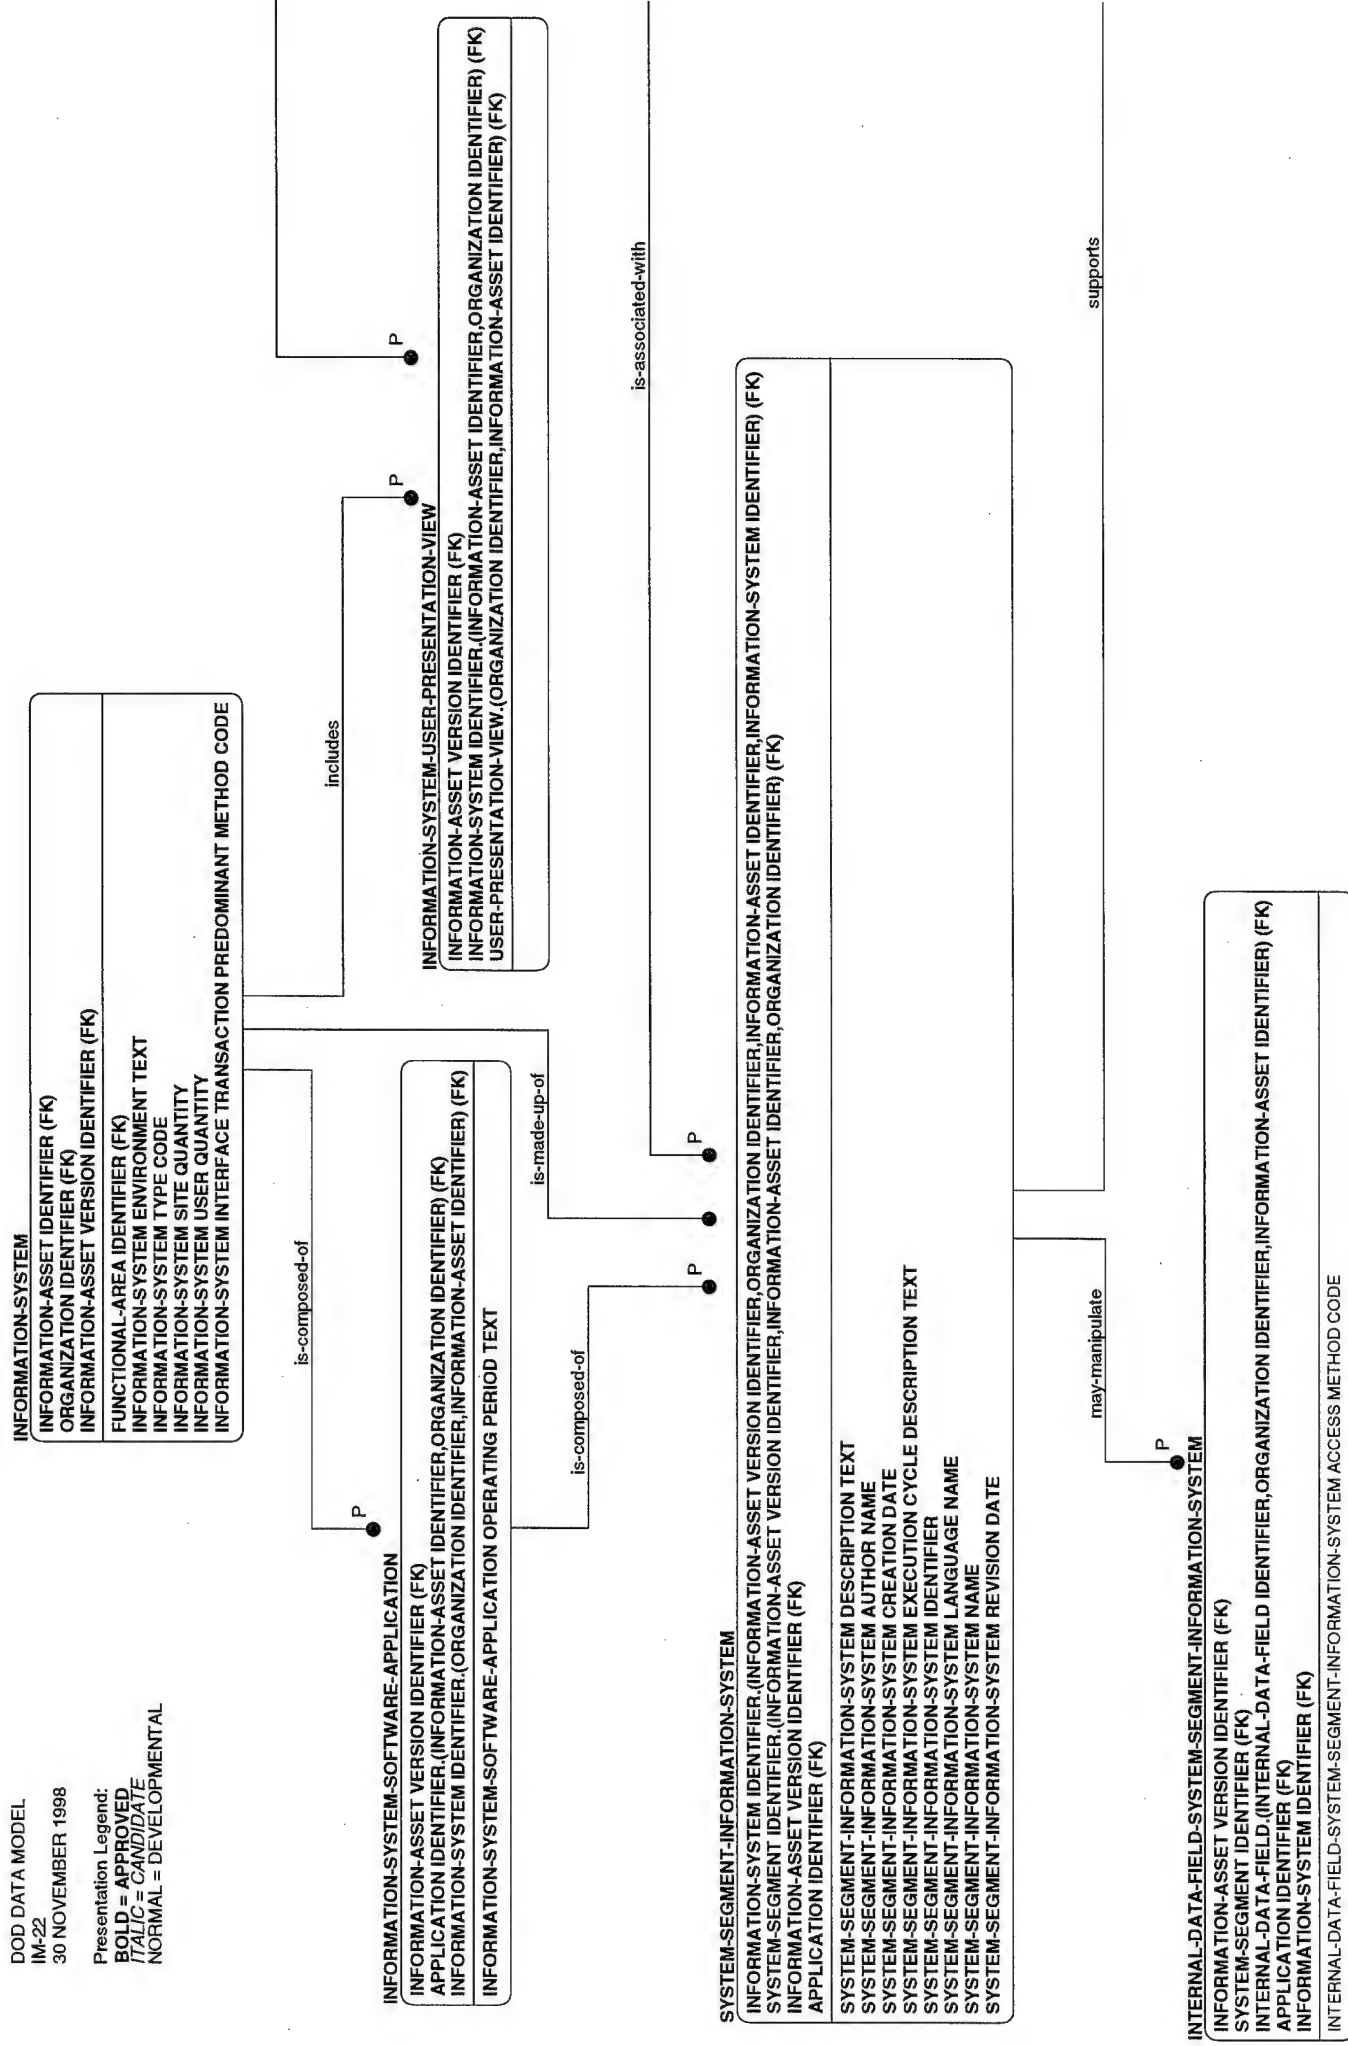 DOD DATA MODEL
IM-22
30 NOVEMBER 1998
Presentation Legend:
BOLD = APPROVED
ITALIC = CANDIDATE
NORMAL = DEVELOPMENTAL
INFORMATION-SYSTEM
INFORMATION-ASSET IDENTIFIER (FK)
ORGANIZATION IDENTIFIER (FK)
INFORMATION-ASSET VERSION IDENTIFIER (FK)
FUNCTIONAL-AREA IDENTIFIER (FK)
INFORMATION-SYSTEM ENVIRONMENT TEXT
INFORMATION-SYSTEM TYPE CODE
INFORMATION-SYSTEM SITE QUANTITY
INFORMATION-SYSTEM USER QUANTITY
INFORMATION-SYSTEM INTERFACE TRANSACTION PREDOMINANT METHOD CODE
is-composed-of
includes
P
P
P
INFORMATION-SYSTEM-SOFTWARE-APPLICATION
INFORMATION-ASSET VERSION IDENTIFIER (FK)
APPLICATION IDENTIFIER.(INFORMATION-ASSET IDENTIFIER,ORGANIZATION IDENTIFIER) (FK)
INFORMATION-SYSTEM IDENTIFIER.(ORGANIZATION IDENTIFIER,INFORMATION-ASSET IDENTIFIER) (FK)
INFORMATION-SYSTEM-SOFTWARE-APPLICATION OPERATING PERIOD TEXT
INFORMATION-SYSTEM-USER-PRESENTATION-VIEW
INFORMATION-ASSET VERSION IDENTIFIER (FK)
INFORMATION-SYSTEM IDENTIFIER.(INFORMATION-ASSET IDENTIFIER,ORGANIZATION IDENTIFIER) (FK)
USER-PRESENTATION-VIEW.(ORGANIZATION IDENTIFIER,INFORMATION-ASSET IDENTIFIER) (FK)
is-made-up-of
is-composed-of
is-associated-with
P
P
SYSTEM-SEGMENT-INFORMATION-SYSTEM
INFORMATION-SYSTEM IDENTIFIER.(INFORMATION-ASSET VERSION IDENTIFIER,ORGANIZATION IDENTIFIER,INFORMATION-ASSET IDENTIFIER,INFORMATION-SYSTEM IDENTIFIER) (FK)
SYSTEM-SEGMENT IDENTIFIER.(INFORMATION-ASSET VERSION IDENTIFIER,INFORMATION-ASSET IDENTIFIER,ORGANIZATION IDENTIFIER) (FK)
INFORMATION-ASSET VERSION IDENTIFIER (FK)
APPLICATION IDENTIFIER (FK)
SYSTEM-SEGMENT-INFORMATION-SYSTEM DESCRIPTION TEXT
SYSTEM-SEGMENT-INFORMATION-SYSTEM AUTHOR NAME
SYSTEM-SEGMENT-INFORMATION-SYSTEM CREATION DATE
SYSTEM-SEGMENT-INFORMATION-SYSTEM EXECUTION CYCLE DESCRIPTION TEXT
SYSTEM-SEGMENT-INFORMATION-SYSTEM IDENTIFIER
SYSTEM-SEGMENT-INFORMATION-SYSTEM LANGUAGE NAME
SYSTEM-SEGMENT-INFORMATION-SYSTEM NAME
SYSTEM-SEGMENT-INFORMATION-SYSTEM REVISION DATE
may-manipulate
supports
P
INTERNAL-DATA-FIELD-SYSTEM-SEGMENT-INFORMATION-SYSTEM
INFORMATION-ASSET VERSION IDENTIFIER (FK)
SYSTEM-SEGMENT IDENTIFIER (FK)
INTERNAL-DATA-FIELD.(INTERNAL-DATA-FIELD IDENTIFIER,ORGANIZATION IDENTIFIER,INFORMATION-ASSET IDENTIFIER) (FK)
APPLICATION IDENTIFIER (FK)
INFORMATION-SYSTEM IDENTIFIER (FK)
INTERNAL-DATA-FIELD-SYSTEM-SEGMENT-INFORMATION-SYSTEM ACCESS METHOD CODE